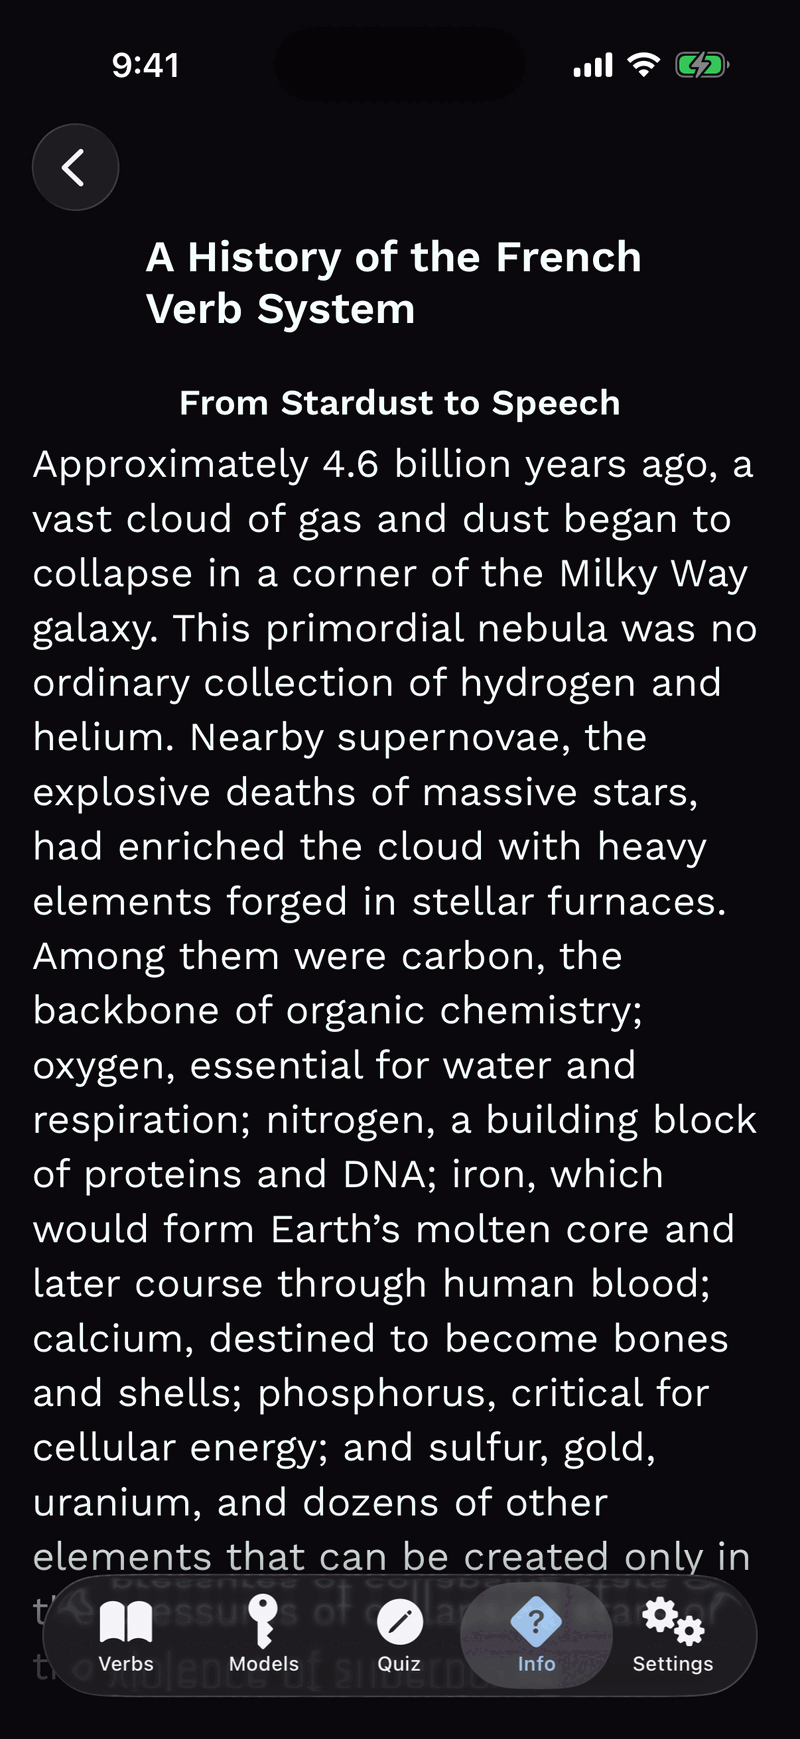 9:41
A History of the French
Verb System
From Stardust to Speech
Approximately 4.6 billion years ago, a
vast cloud of gas and dust began to
collapse in a corner of the Milky Way
galaxy. This primordial nebula was no
ordinary collection of hydrogen and
helium. Nearby supernovae, the
explosive deaths of massive stars,
had enriched the cloud with heavy
elements forged in stellar furnaces.
Among them were carbon, the
backbone of organic chemistry;
oxygen, essential for water and
respiration; nitrogen, a building block
of proteins and DNA; iron, which
would form Earth’s molten core and
later course through human blood;
calcium, destined to become bones
and shells; phosphorus, critical for
cellular energy; and sulfur, gold,
uranium, and dozens of other
elements that can be created only in
Verbs
Models
Quiz
Info
Settings